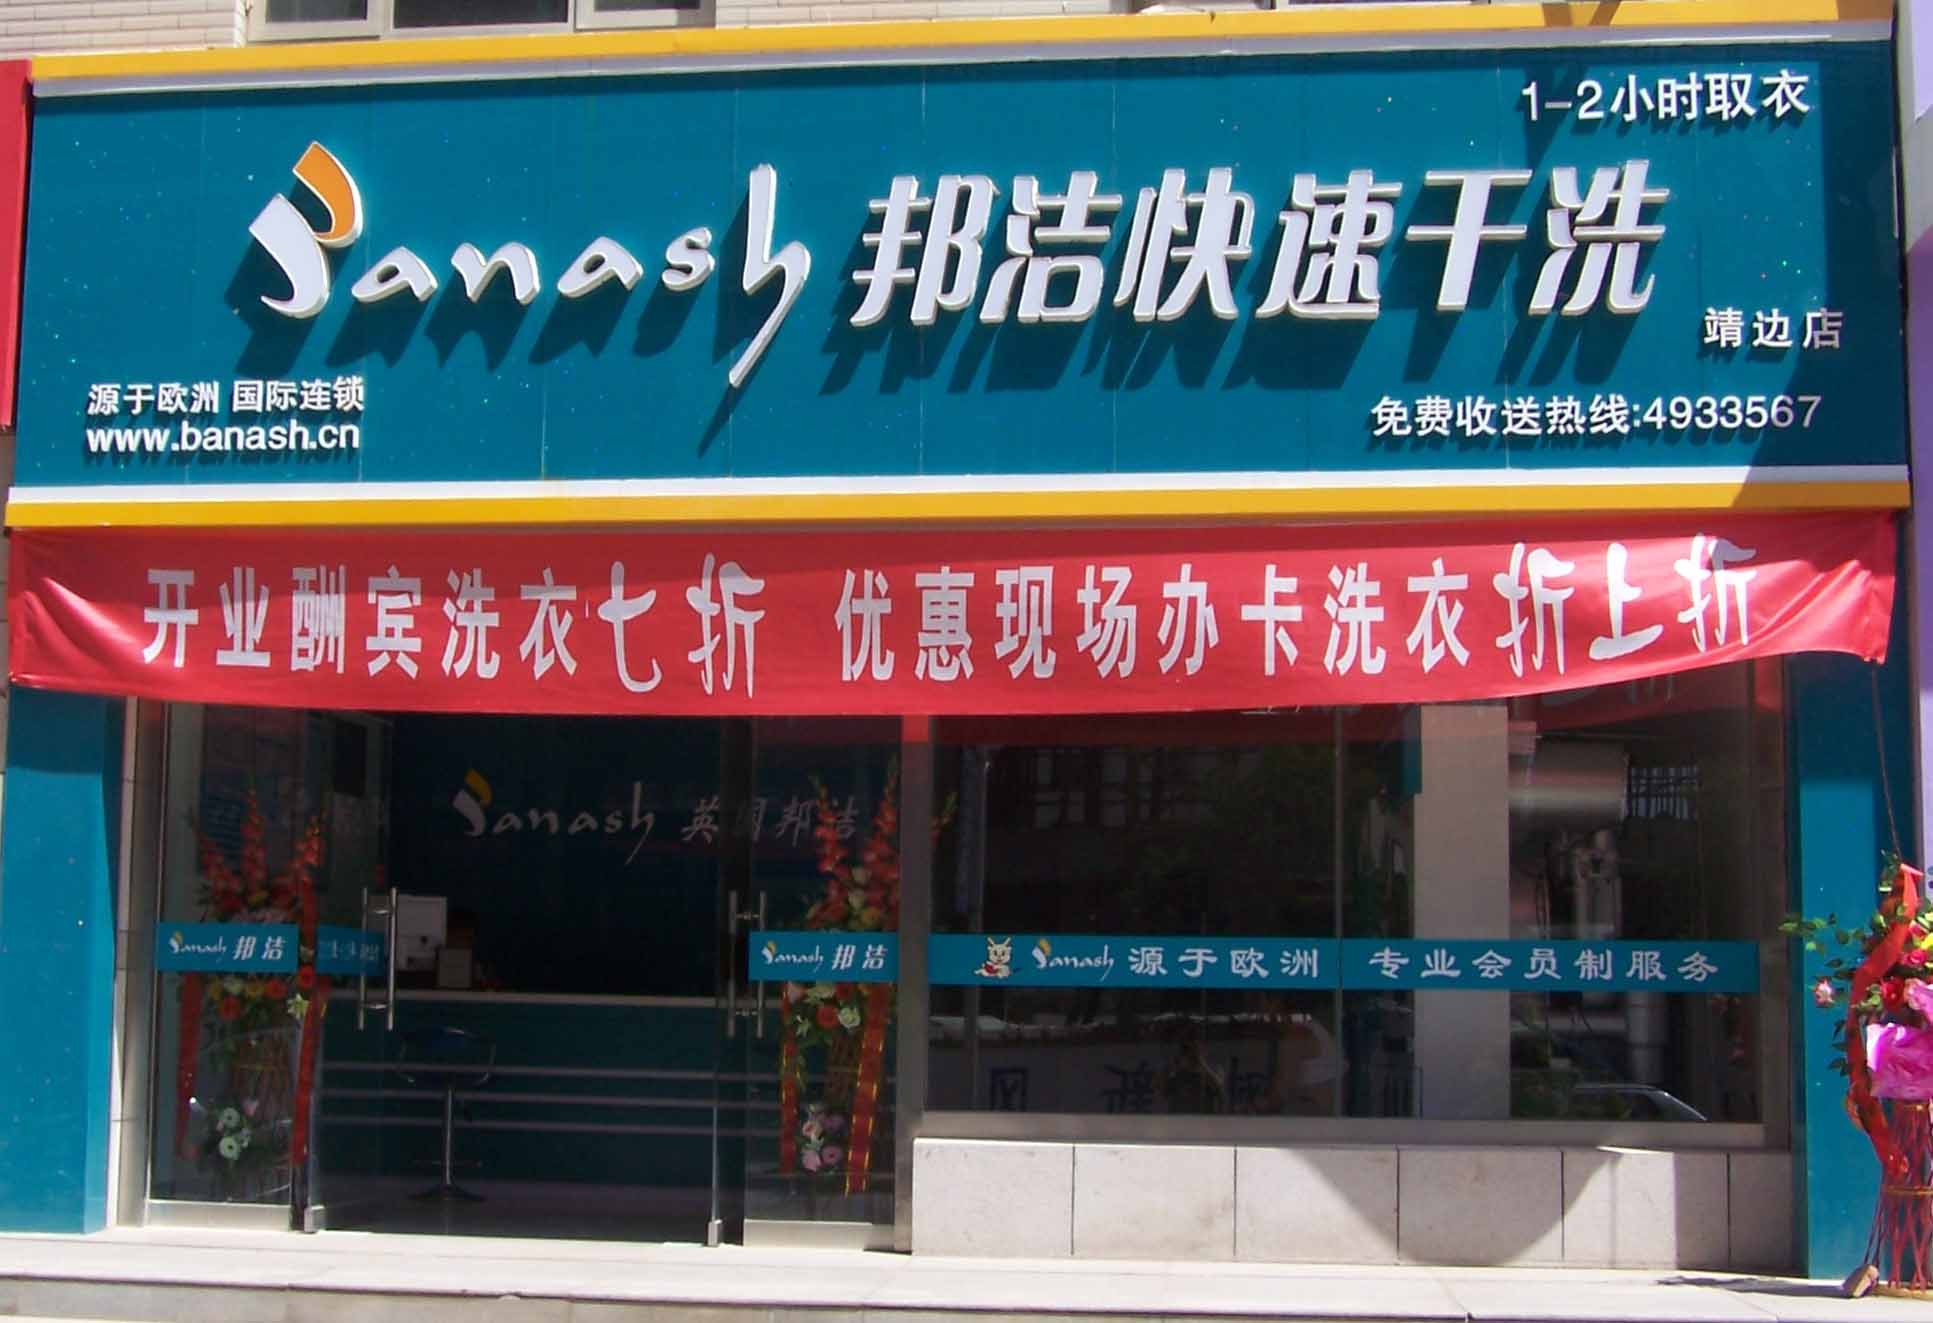 1-2小时取衣
Banash 邦洁快速干洗
靖边店
源于欧洲 国际连锁
www.banash.cn
免费收送热线:4933567
开业酬宾洗衣七折 优惠现场办卡洗衣折上折
Banash 英国邦洁
Banash 邦洁
Banash 邦洁
Banash 源于欧洲 专业会员制服务